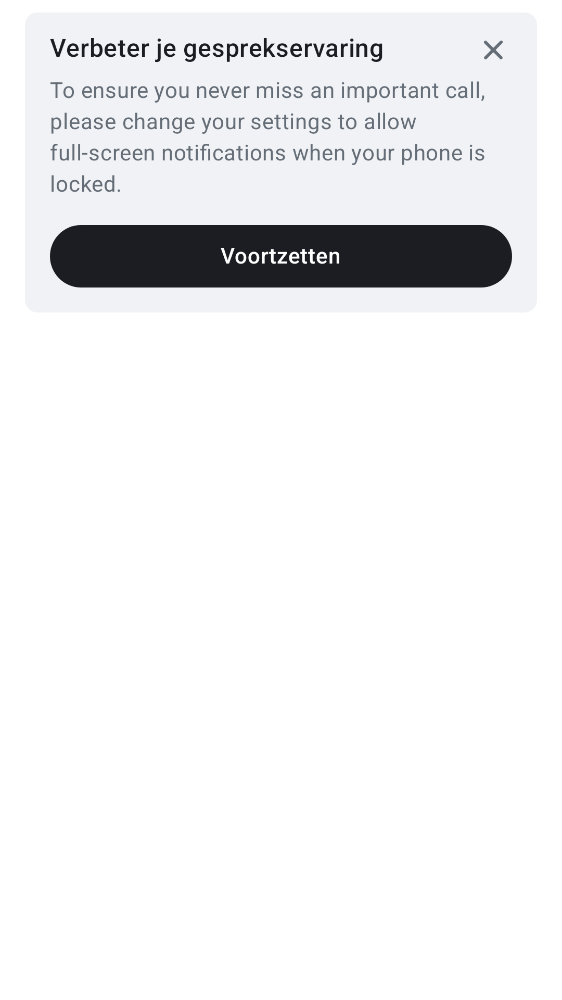 Verbeter je gesprekservaring
To ensure you never miss an important call,
please change your settings to allow
full-screen notifications when your phone is
locked.
Voortzetten